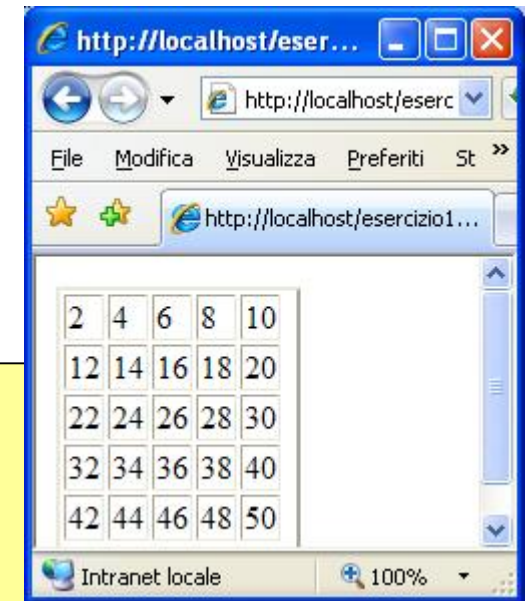 http://localhost/eser...
http://localhost/eserc
File Modifica Visualizza Preferiti St »
http://localhost/esercizio1...
2 4 6 8 10
12 14 16 18 20
22 24 26 28 30
32 34 36 38 40
42 44 46 48 50
Intranet locale 100%